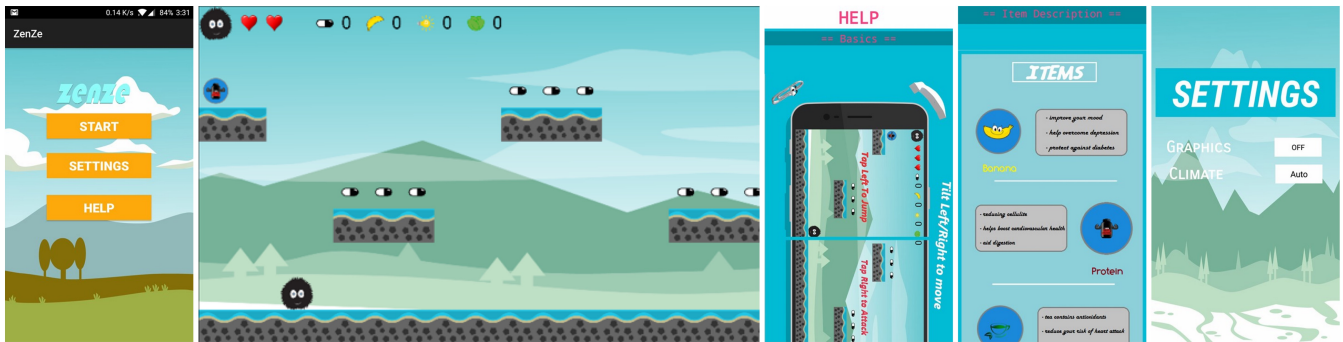 0.14 K/s 84% 3:31
ZenZe
zenze
START
SETTINGS
HELP
0 0 0 0
HELP
== Basics ==
Tap Left To Jump
Tap Right to Attack
Tilt Left/Right to move
== Item Description ==
ITEMS
- improve your mood
- help overcome depression
- protect against diabetes
Banana
- reducing cellulite
- helps boost cardiovascular health
- aid digestion
Protein
- tea contains antioxidants
- reduce your risk of heart attack
SETTINGS
GRAPHICS OFF
CLIMATE Auto